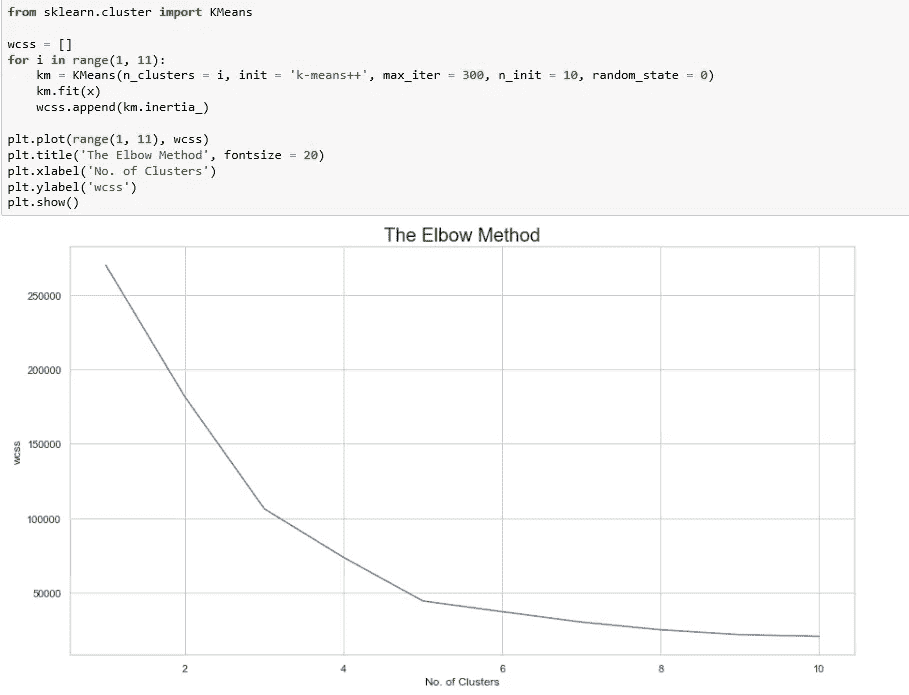 from sklearn.cluster import KMeans
wcss = []
for i in range(1, 11):
    km = KMeans(n_clusters = i, init = 'k-means++', max_iter = 300, n_init = 10, random_state = 0)
    km.fit(x)
    wcss.append(km.inertia_)
plt.plot(range(1, 11), wcss)
plt.title('The Elbow Method', fontsize = 20)
plt.xlabel('No. of Clusters')
plt.ylabel('wcss')
plt.show()
The Elbow Method
250000
200000
150000
100000
50000
wcss
2 4 6 8 10
No. of Clusters